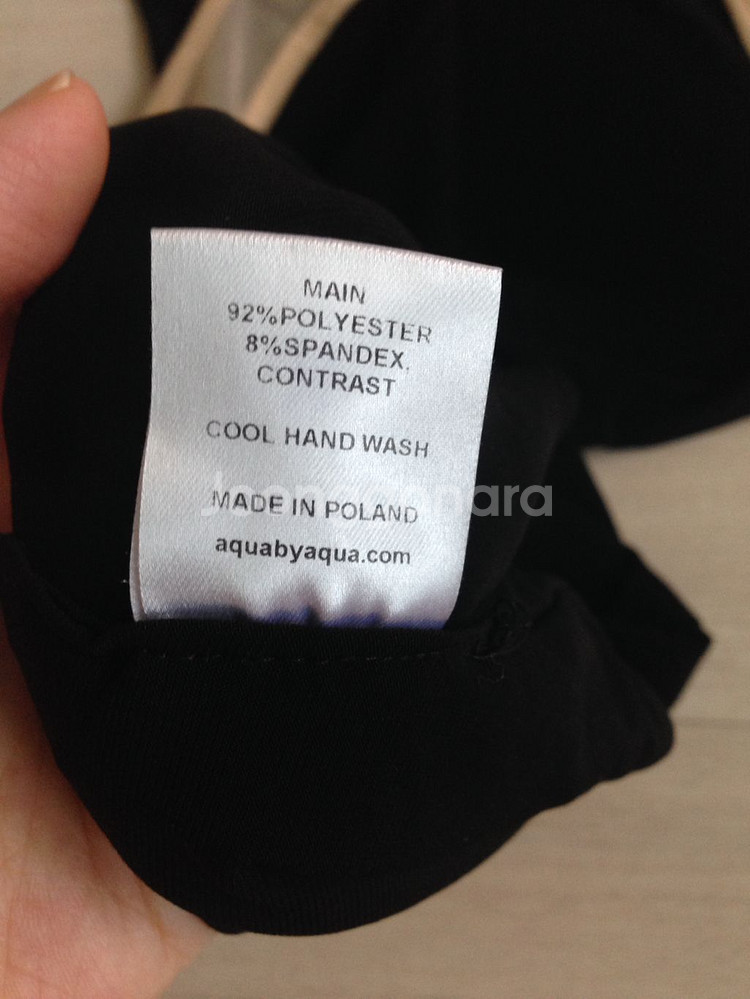 MAIN
92%POLYESTER
8%SPANDEX,
CONTRAST
COOL HAND WASH
MADE IN POLAND
aquabyaqua.com